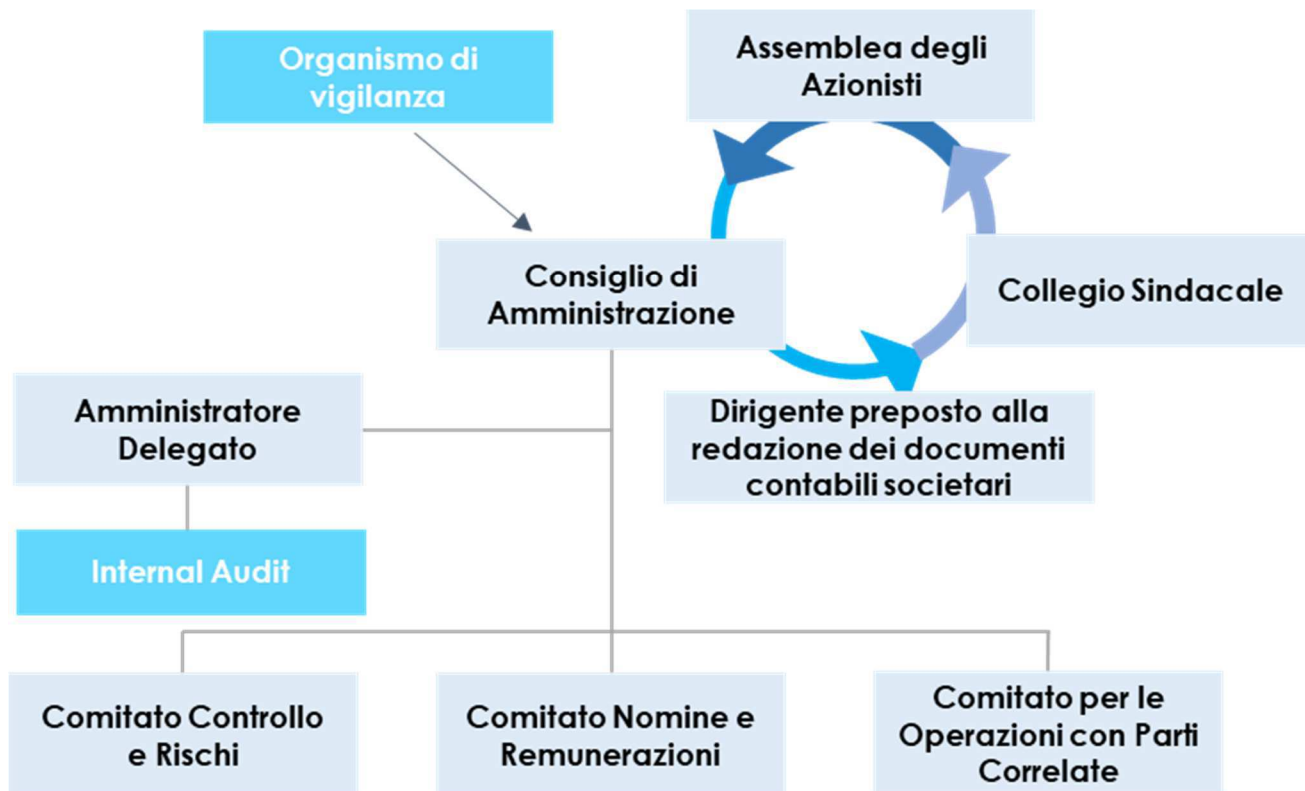 Organismo di
vigilanza
Assemblea degli
Azionisti
Consiglio di
Amministrazione
Collegio Sindacale
Amministratore
Delegato
Dirigente preposto alla
redazione dei documenti
contabili societari
Internal Audit
Comitato Controllo
e Rischi
Comitato Nomine e
Remunerazioni
Comitato per le
Operazioni con Parti
Correlate